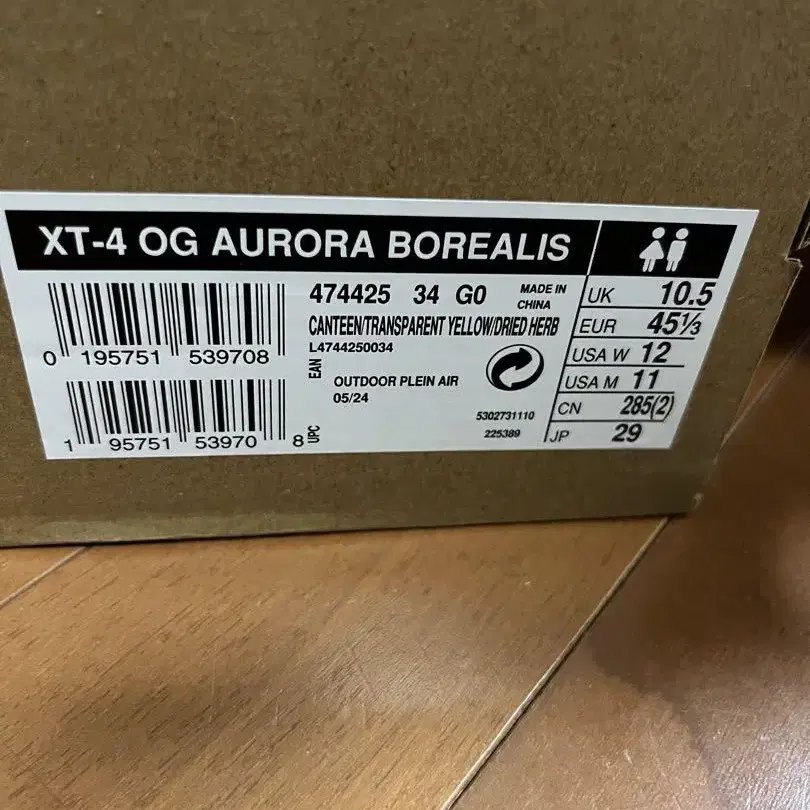 XT-4 OG AURORA BOREALIS
0 195751 539708
EAN
1 95751 53970 8
UPC
474425 34 G0
MADE IN CHINA
CANTEEN/TRANSPARENT YELLOW/DRIED HERB
L4744250034
OUTDOOR PLEIN AIR
05/24
5302731110
225389
UK 10.5
EUR 45⅓
USA W 12
USA M 11
CN 285(2)
JP 29